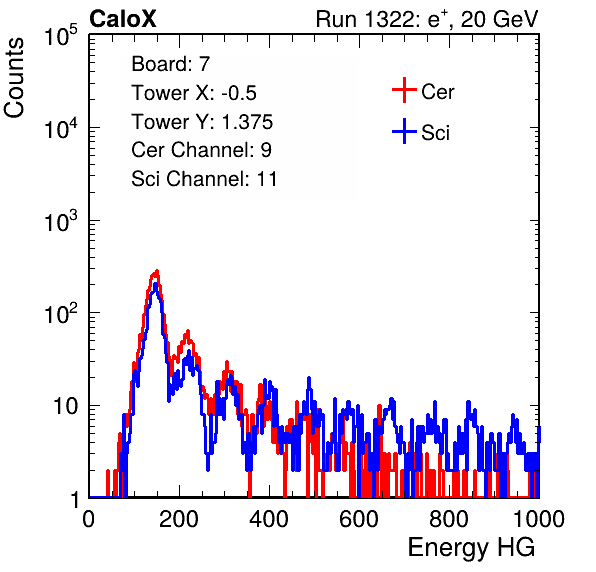 CaloX Run 1322: e⁺, 20 GeV
Counts
Board: 7
Tower X: -0.5
Tower Y: 1.375
Cer Channel: 9
Sci Channel: 11
Cer
Sci
10⁵
10⁴
10³
10²
10
1
0 200 400 600 800 1000
Energy HG